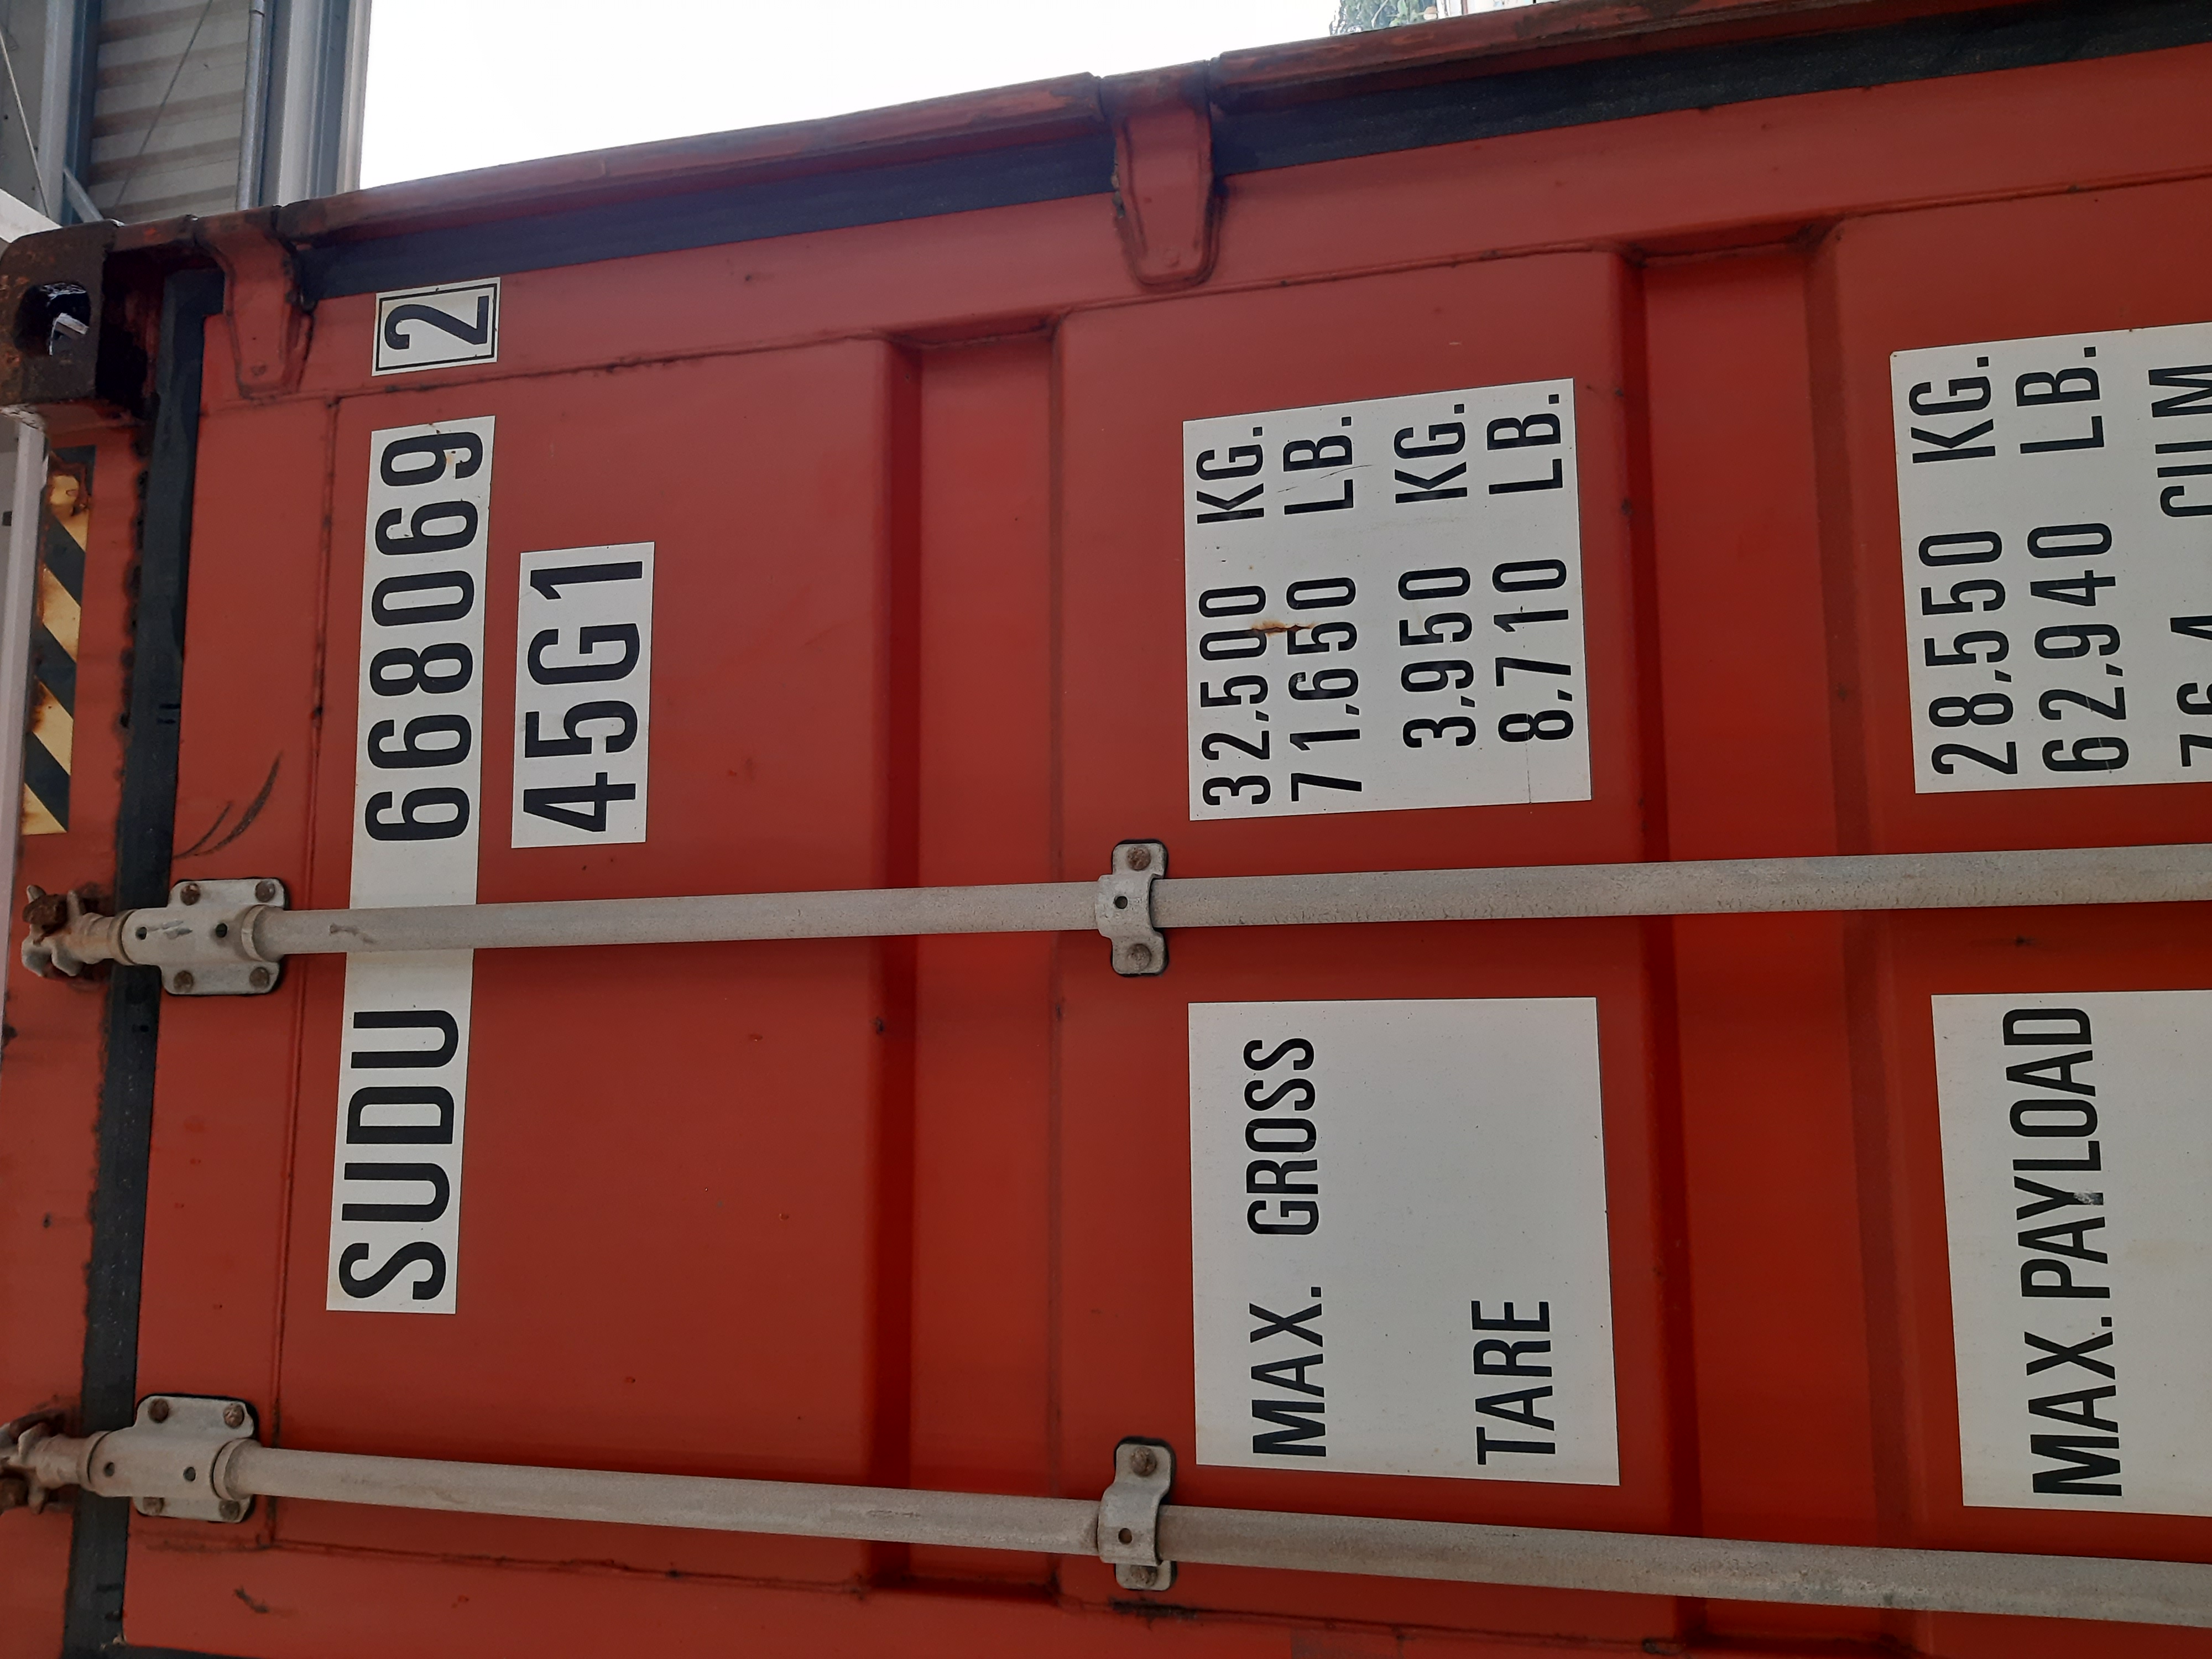 SUDU 668069 2
45G1
MAX. GROSS 32,500 KG.
71,650 LB.
TARE 3,950 KG.
8,710 LB.
MAX. PAYLOAD 28,550 KG.
62,940 LB.